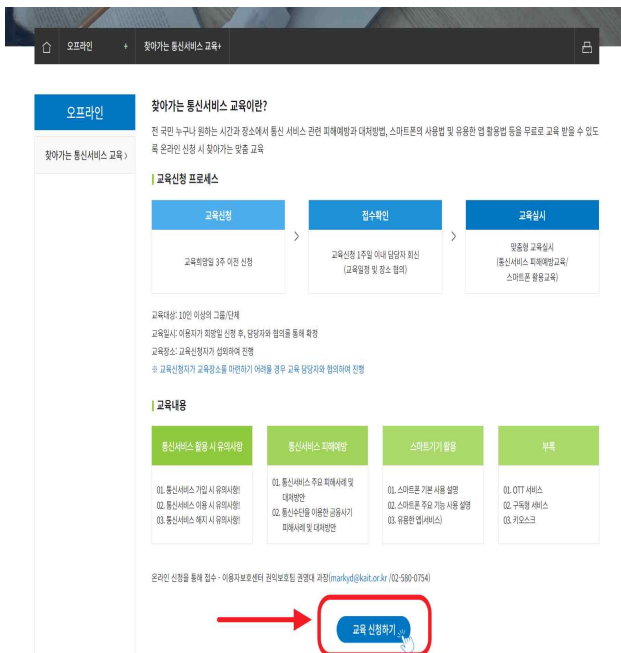 오프라인 +
찾아가는 통신서비스 교육+
오프라인
찾아가는 통신서비스 교육 >
찾아가는 통신서비스 교육이란?
전 국민 누구나 원하는 시간과 장소에서 통신 서비스 관련 피해예방과 대처방법, 스마트폰의 사용법 및 유용한 앱 활용법 등을 무료로 교육 받을 수 있도
록 온라인 신청 시 찾아가는 맞춤 교육
교육신청 프로세스
교육신청
교육희망일 3주 이전 신청
>
접수확인
교육신청 1주일 이내 담당자 회신
(교육일정 및 장소 협의)
>
교육실시
맞춤형 교육실시
(통신서비스 피해예방교육/
스마트폰 활용교육)
교육대상: 10인 이상의 그룹/단체
교육일시: 이용자가 희망일 신청 후, 담당자와 협의를 통해 확정
교육장소: 교육신청자가 섭외하여 진행
※ 교육신청자가 교육장소를 마련하기 어려울 경우 교육 담당자와 협의하여 진행
교육내용
통신서비스 활용 시 유의사항
01. 통신서비스 가입 시 유의사항!
02. 통신서비스 이용 시 유의사항!
03. 통신서비스 해지 시 유의사항!
통신서비스 피해예방
01. 통신서비스 주요 피해사례 및
대처방안
02. 통신수단을 이용한 금융사기
피해사례 및 대처방안
스마트기기 활용
01. 스마트폰 기본 사용 설명
02. 스마트폰 주요 기능 사용 설명
03. 유용한 앱(서비스)
부록
01. OTT 서비스
02. 구독형 서비스
03. 키오스크
온라인 신청을 통해 접수 - 이용자보호센터 권익보호팀 권영대 과장(markyd@kait.or.kr /02-580-0754)
교육 신청하기